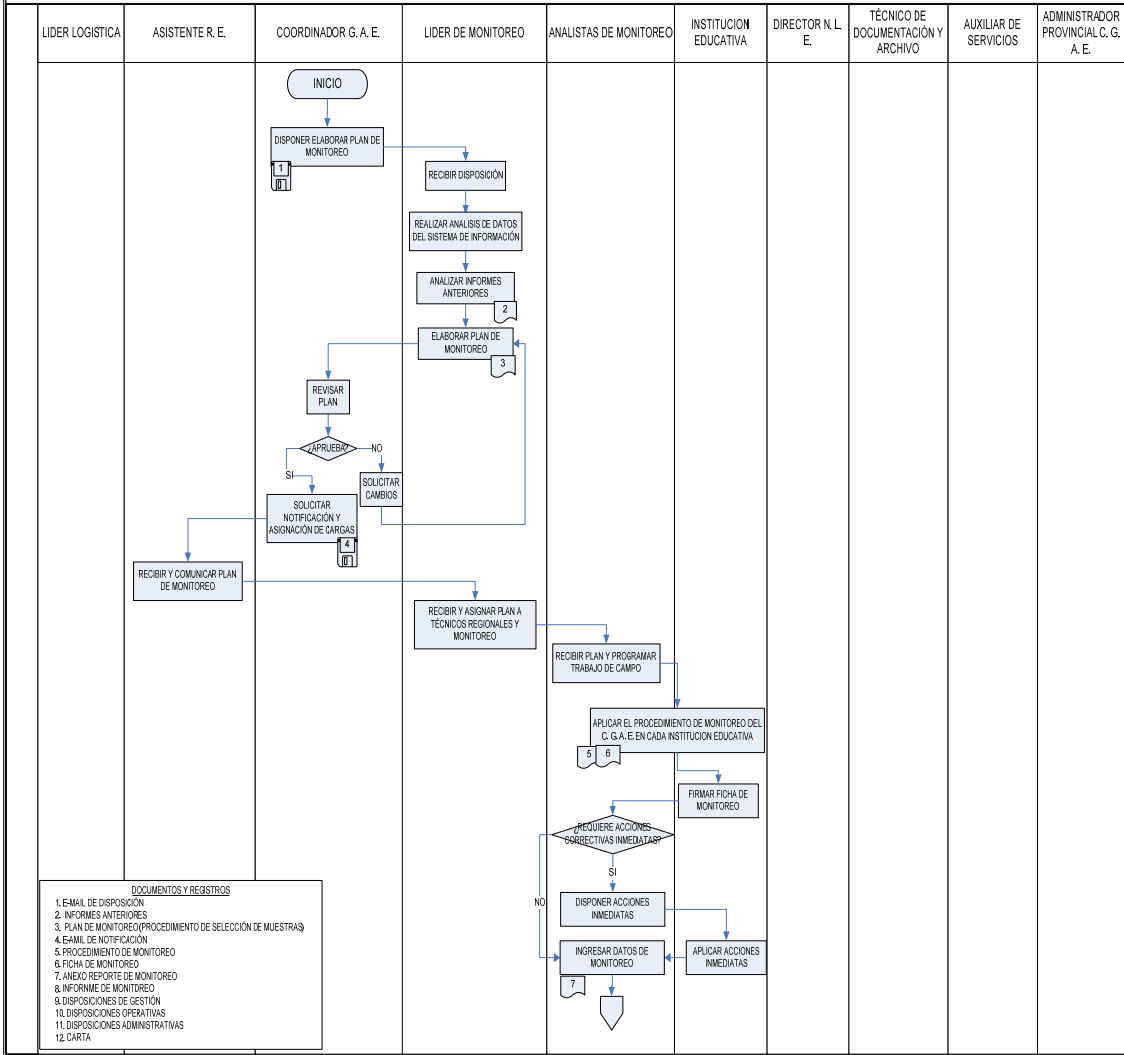 LIDER LOGISTICA
ASISTENTE R. E.
COORDINADOR G. A. E.
LIDER DE MONITOREO
ANALISTAS DE MONITOREO
INSTITUCION
EDUCATIVA
DIRECTOR N. L.
E.
TÉCNICO DE
DOCUMENTACIÓN Y
ARCHIVO
AUXILIAR DE
SERVICIOS
ADMINISTRADOR
PROVINCIAL C. G.
A. E.
INICIO
DISPONER ELABORAR PLAN DE
MONITOREO
1
RECIBIR DISPOSICIÓN
REALIZAR ANALISIS DE DATOS
DEL SISTEMA DE INFORMACIÓN
ANALIZAR INFORMES
ANTERIORES
2
ELABORAR PLAN DE
MONITOREO
3
REVISAR
PLAN
¿APRUEBA?
NO
SI
SOLICITAR
CAMBIOS
SOLICITAR
NOTIFICACIÓN Y
ASIGNACIÓN DE CARGAS
4
RECIBIR Y COMUNICAR PLAN
DE MONITOREO
RECIBIR Y ASIGNAR PLAN A
TÉCNICOS REGIONALES Y
MONITOREO
RECIBIR PLAN Y PROGRAMAR
TRABAJO DE CAMPO
APLICAR EL PROCEDIMIENTO DE MONITOREO DEL
C. G. A. E. EN CADA INSTITUCION EDUCATIVA
5 6
FIRMAR FICHA DE
MONITOREO
¿REQUIERE ACCIONES
CORRECTIVAS INMEDIATAS?
SI
NO
DISPONER ACCIONES
INMEDIATAS
INGRESAR DATOS DE
MONITOREO
7
APLICAR ACCIONES
INMEDIATAS
DOCUMENTOS Y REGISTROS
1. E-MAIL DE DISPOSICIÓN
2. INFORMES ANTERIORES
3. PLAN DE MONITOREO(PROCEDIMIENTO DE SELECCIÓN DE MUESTRAS)
4. E-AMIL DE NOTIFICACIÓN
5. PROCEDIMIENTO DE MONITOREO
6. FICHA DE MONITOREO
7. ANEXO REPORTE DE MONITOREO
8. INFORNME DE MONITDREO
9. DISPOSICIONES DE GESTIÓN
10. DISPOSICIONES OPERATIVAS
11. DISPOSICIONES ADMINISTRATIVAS
12. CARTA